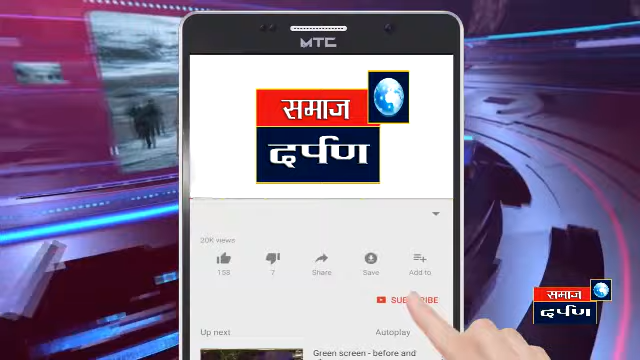 MTC
समाज
दर्पण
20K views
158
7
Share
Save
Add to
SUBSCRIBE
समाज
दर्पण
Up next
Autoplay
Green screen - before and